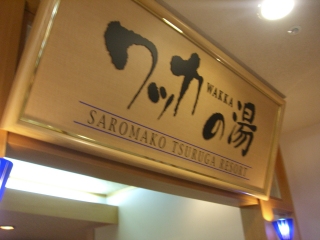 ワッカの湯
WAKKA
SAROMAKO TSURUGA RESORT